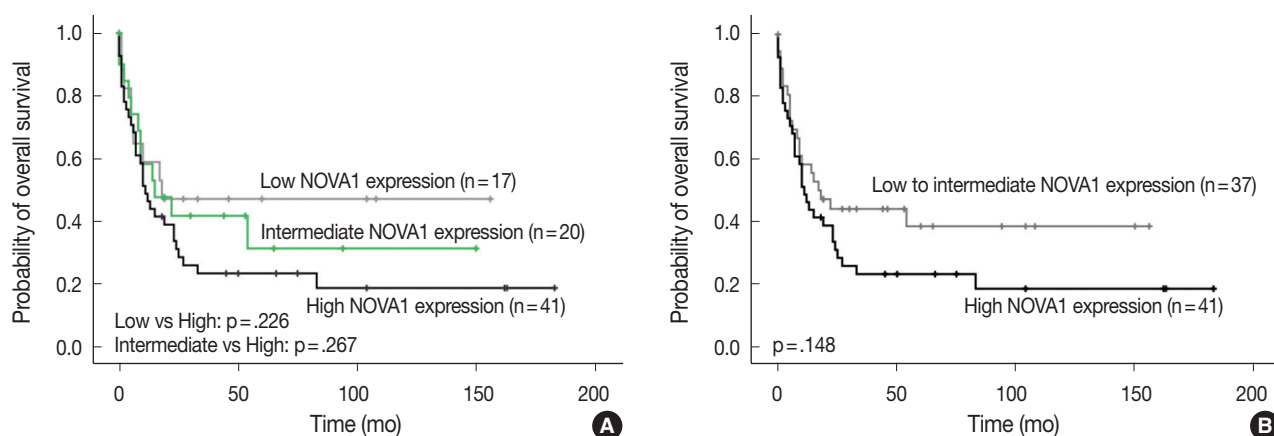 Probability of overall survival
1.0
0.8
0.6
0.4
0.2
0.0
Low NOVA1 expression (n=17)
Intermediate NOVA1 expression (n=20)
High NOVA1 expression (n=41)
Low vs High: p=.226
Intermediate vs High: p=.267
0 50 100 150 200
Time (mo)
A
Probability of overall survival
1.0
0.8
0.6
0.4
0.2
0.0
Low to intermediate NOVA1 expression (n=37)
High NOVA1 expression (n=41)
p=.148
0 50 100 150 200
Time (mo)
B